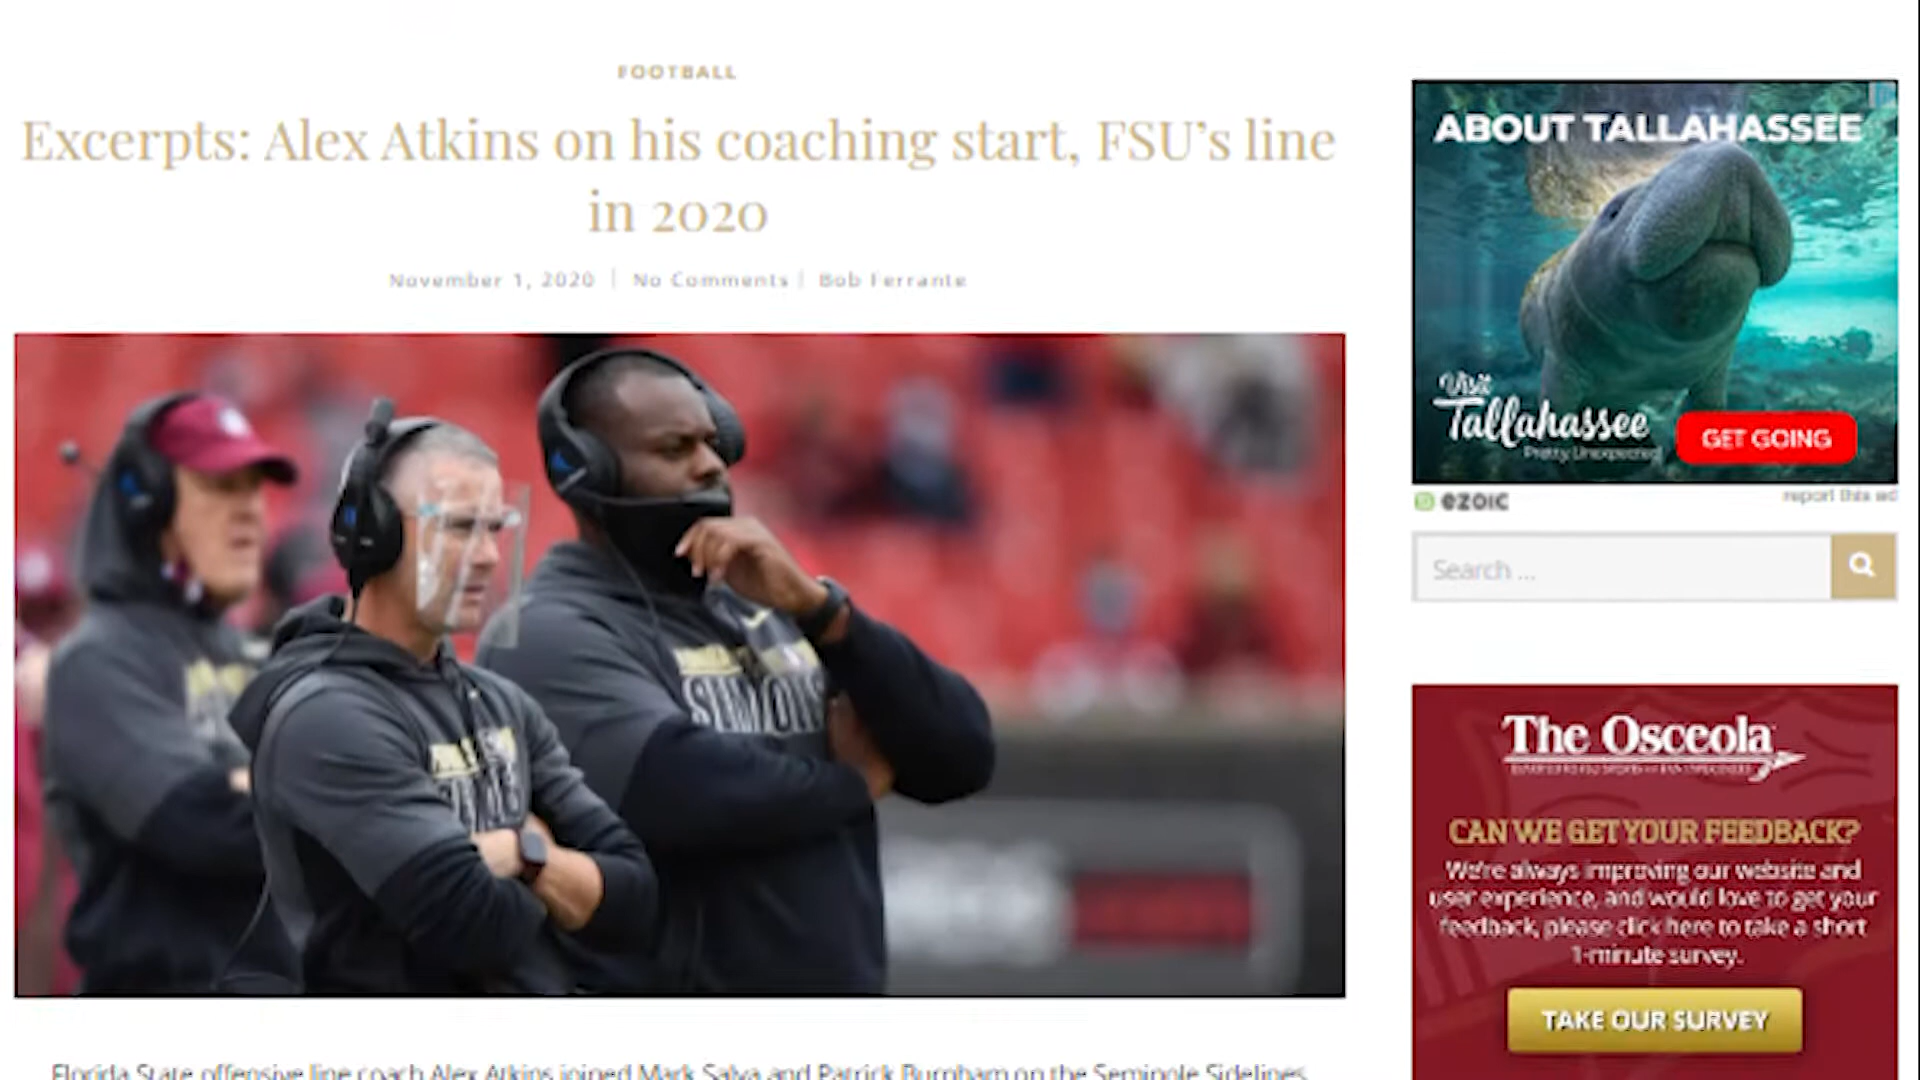 FOOTBALL
Excerpts: Alex Atkins on his coaching start, FSU's line
in 2020
November 1, 2020 | No Comments | Bob Ferrante
SIMONS
Florida State offensive line coach Alex Atkins joined Mark Salva and Patrick Burnham on the Seminole Sidelines
ABOUT TALLAHASSEE
Visit
Tallahassee
Pretty Unexpected
GET GOING
ezoic
report this ad
Search ...
The Osceola
CAN WE GET YOUR FEEDBACK?
We're always improving our website and
user experience, and would love to get your
feedback, please click here to take a short
1-minute survey.
TAKE OUR SURVEY